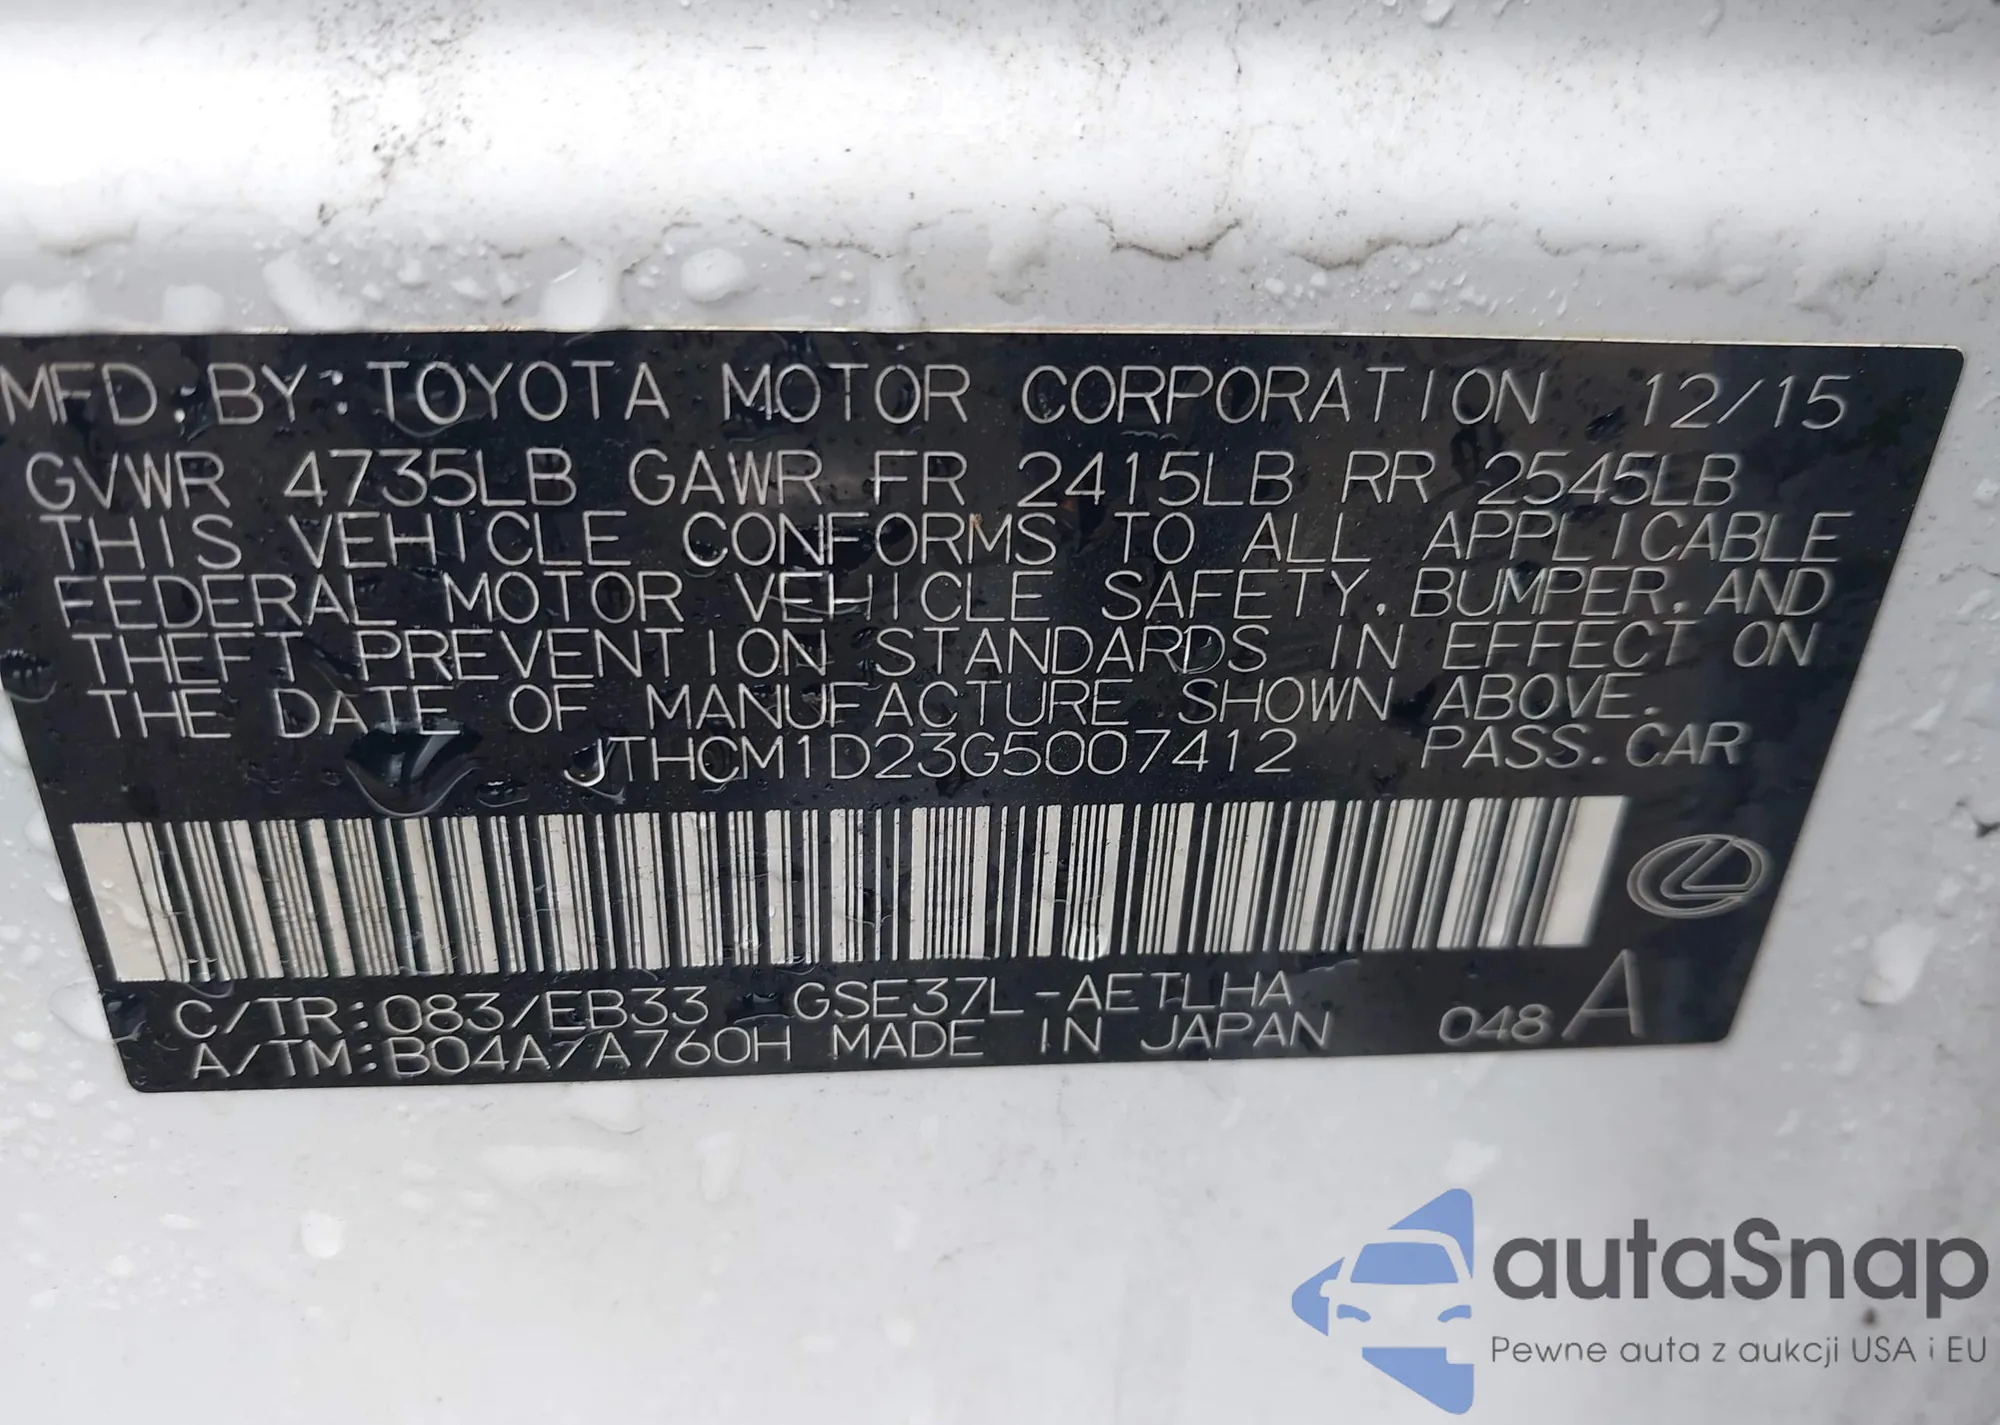 MFD.BY:TOYOTA MOTOR CORPORATION 12/15
GVWR 4735LB GAWR FR 2415LB RR 2545LB
THIS VEHICLE CONFORMS TO ALL APPLICABLE
FEDERAL MOTOR VEHICLE SAFETY, BUMPER, AND
THEFT PREVENTION STANDARDS IN EFFECT ON
THE DATE OF MANUFACTURE SHOWN ABOVE.
JTHCM1D23G5007412 PASS.CAR
C/TR:083/EB33 GSE37L-AETLHA
A/TM:B04A/A760H MADE IN JAPAN 048 A
autaSnap
Pewne auta z aukcji USA i EU